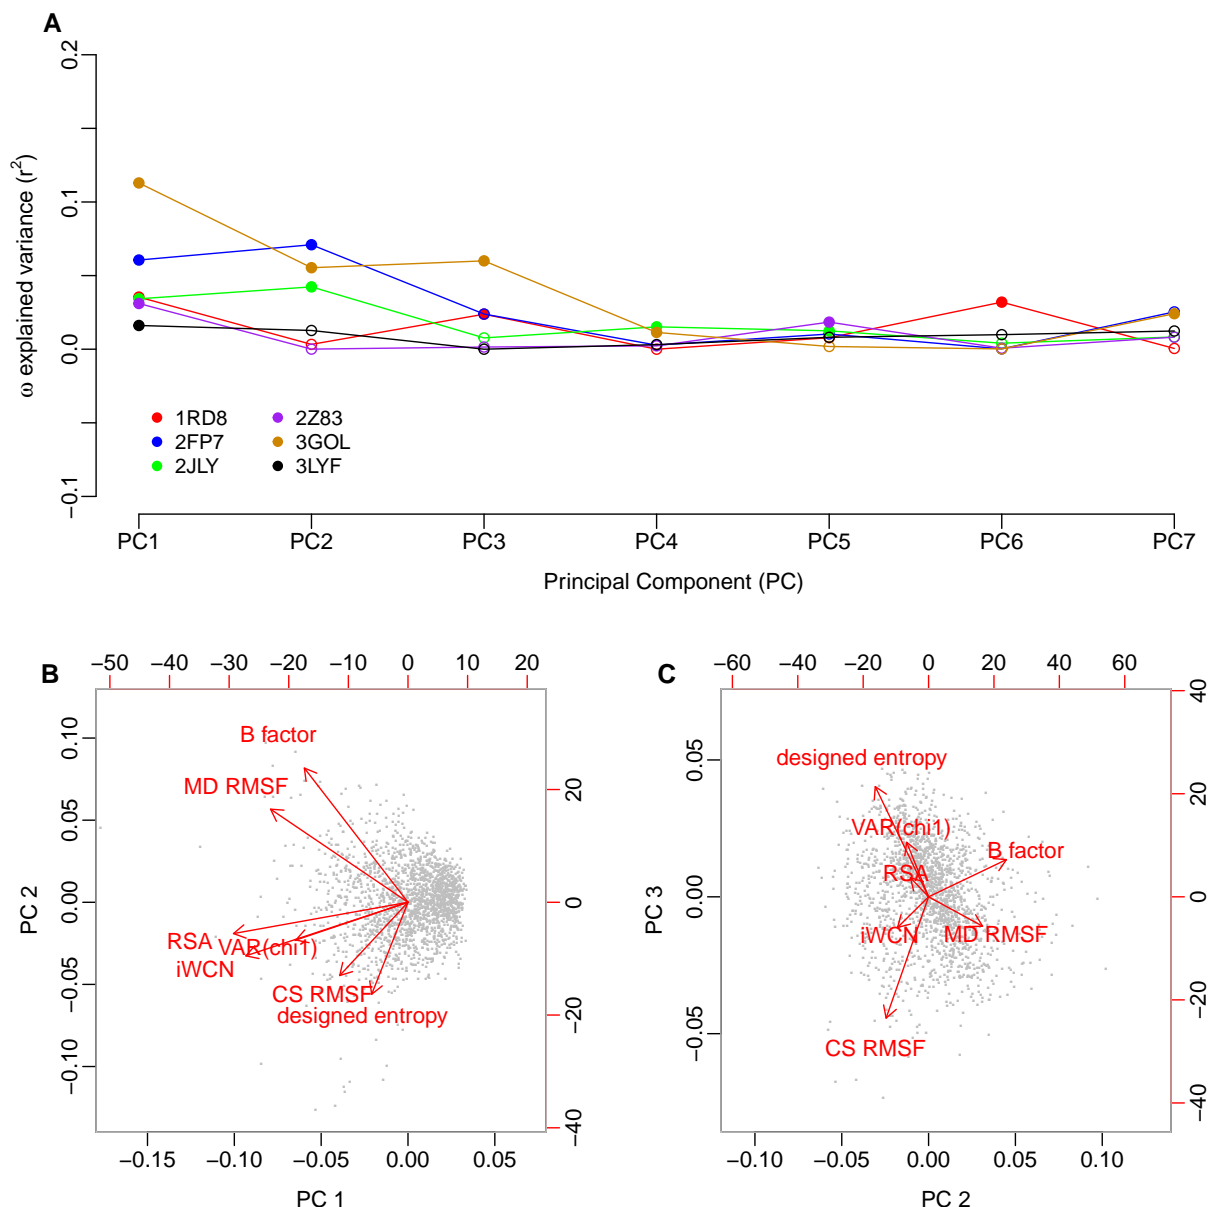 A
0.2
0.1
0.0
−0.1
ω explained variance (r²)
1RD8
2FP7
2JLY
2Z83
3GOL
3LYF
PC1 PC2 PC3 PC4 PC5 PC6 PC7
Principal Component (PC)
B
−50 −40 −30 −20 −10 0 10 20
0.10
0.05
0.00
−0.05
−0.10
PC 2
B factor
MD RMSF
RSA
VAR(chi1)
iWCN
CS RMSF
designed entropy
20
0
−20
−40
−0.15 −0.10 −0.05 0.00 0.05
PC 1
C
−60 −40 −20 0 20 40 60
0.05
0.00
−0.05
PC 3
designed entropy
VAR(chi1)
B factor
RSA
iWCN
MD RMSF
CS RMSF
40
20
0
−20
−40
−0.10 −0.05 0.00 0.05 0.10
PC 2